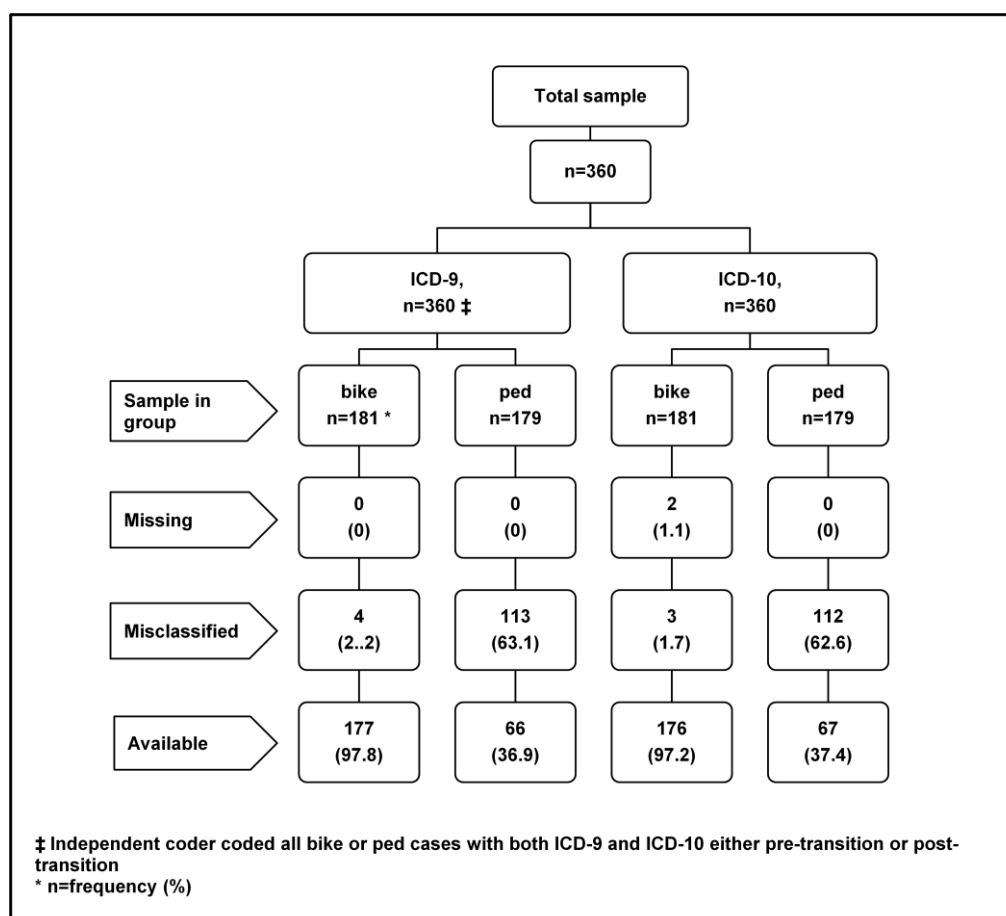 Total sample
n=360
ICD-9,
n=360 ‡
ICD-10,
n=360
Sample in
group
bike
n=181 *
ped
n=179
bike
n=181
ped
n=179
Missing
0
(0)
0
(0)
2
(1.1)
0
(0)
Misclassified
4
(2..2)
113
(63.1)
3
(1.7)
112
(62.6)
Available
177
(97.8)
66
(36.9)
176
(97.2)
67
(37.4)
‡ Independent coder coded all bike or ped cases with both ICD-9 and ICD-10 either pre-transition or post-
transition
* n=frequency (%)